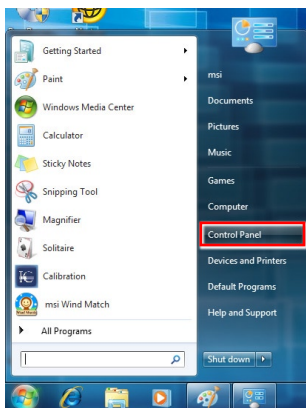 Getting Started
Paint
Windows Media Center
Calculator
Sticky Notes
Snipping Tool
Magnifier
Solitaire
Calibration
msi Wind Match
All Programs
msi
Documents
Pictures
Music
Games
Computer
Control Panel
Devices and Printers
Default Programs
Help and Support
Shut down